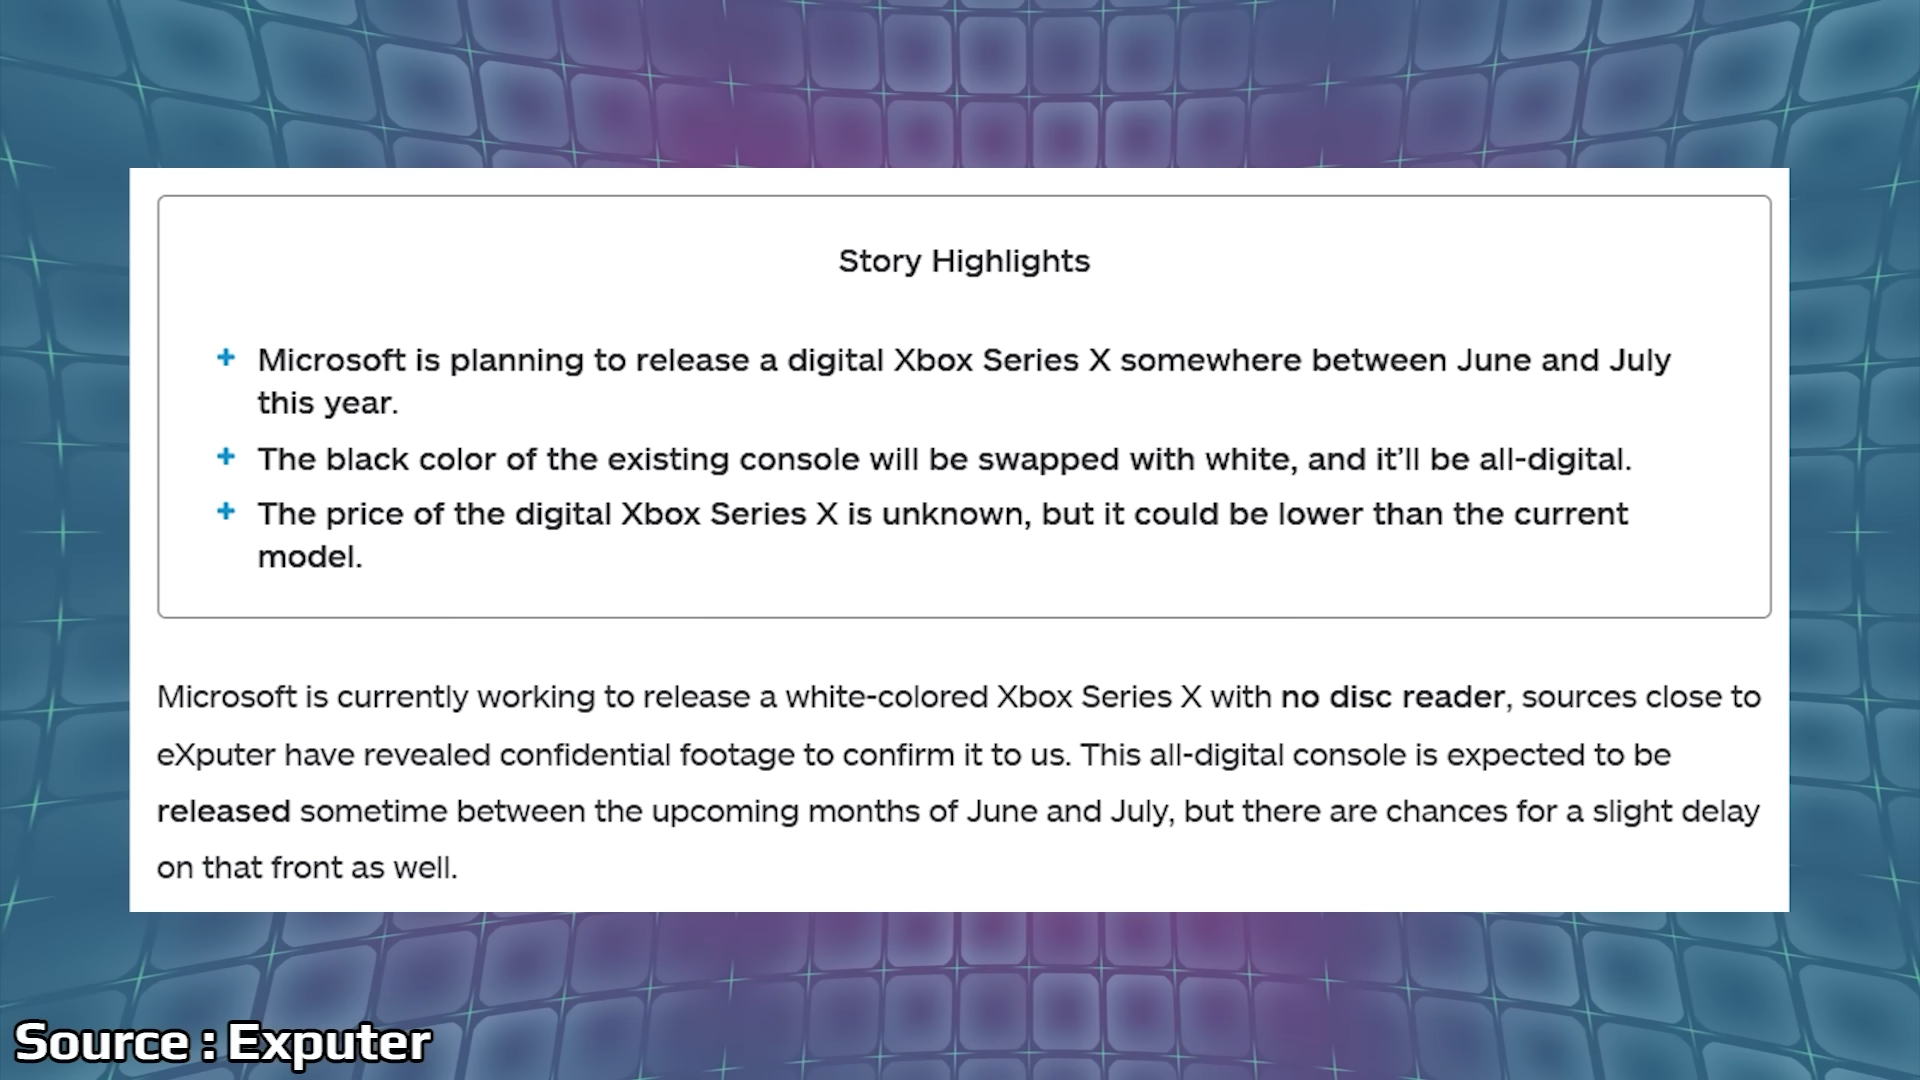 Story Highlights
+ Microsoft is planning to release a digital Xbox Series X somewhere between June and July
this year.
+ The black color of the existing console will be swapped with white, and it’ll be all-digital.
+ The price of the digital Xbox Series X is unknown, but it could be lower than the current
model.
Microsoft is currently working to release a white-colored Xbox Series X with no disc reader, sources close to
eXputer have revealed confidential footage to confirm it to us. This all-digital console is expected to be
released sometime between the upcoming months of June and July, but there are chances for a slight delay
on that front as well.
Source : Exputer